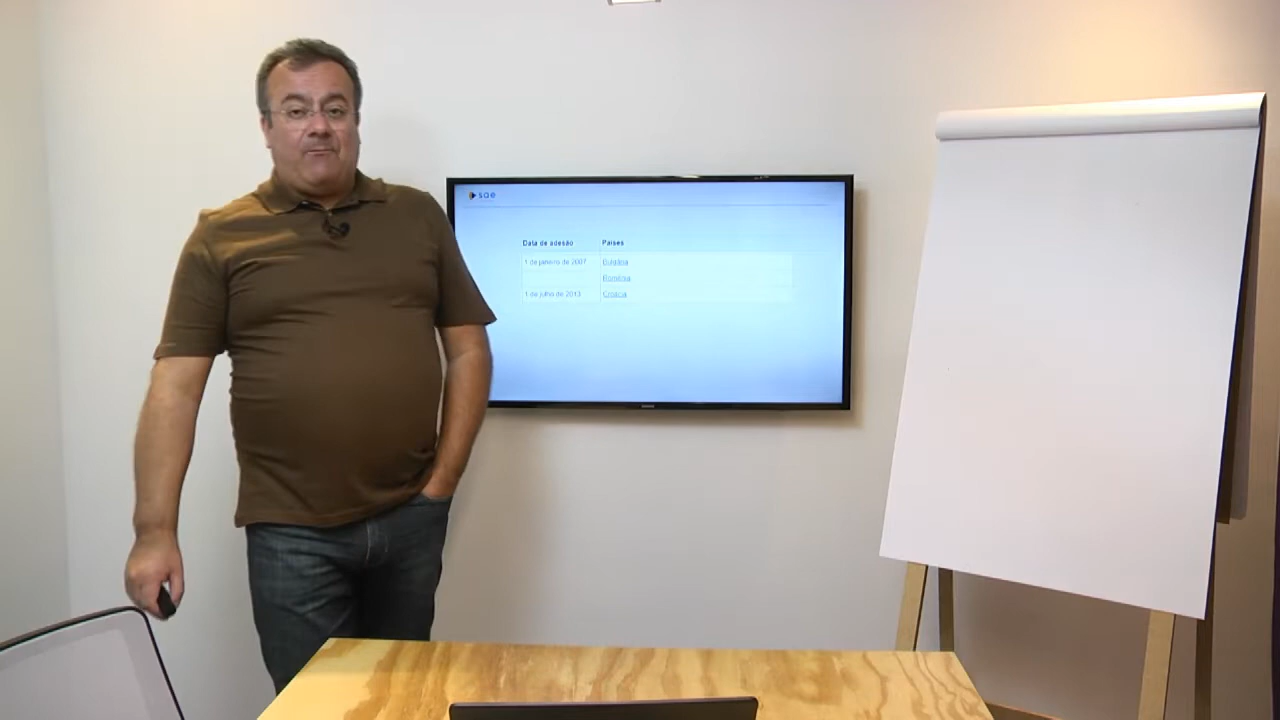 sae
Data de adesão Países
1 de janeiro de 2007 Bulgária
Roménia
1 de julho de 2013 Croácia